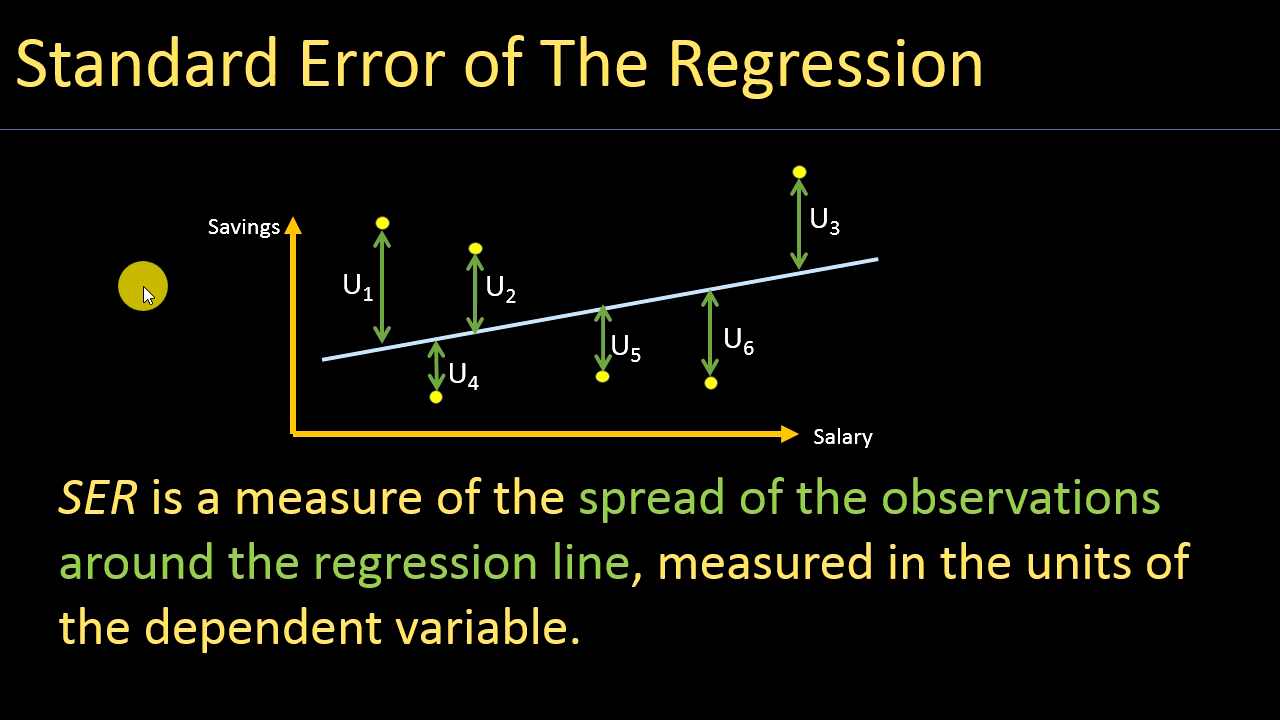 Standard Error of The Regression
Savings
U3
U1
U2
U5
U6
U4
Salary
SER is a measure of the spread of the observations
around the regression line, measured in the units of
the dependent variable.